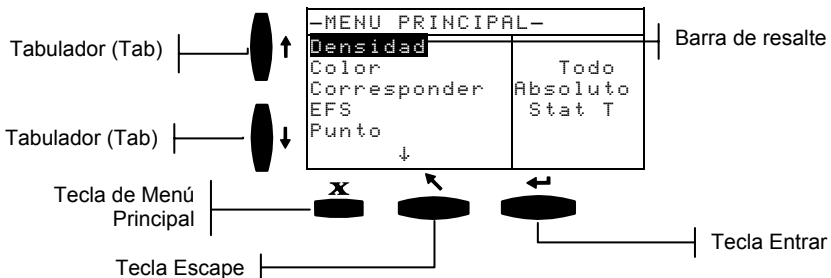 -MENU PRINCIPAL-
Densidad
Color
Corresponder
EFS
Punto
↓
Todo
Absoluto
Stat T
Tabulador (Tab)
↑
Barra de resalte
Tabulador (Tab)
↓
Tecla de Menú
Principal
X
Tecla Escape
Tecla Entrar